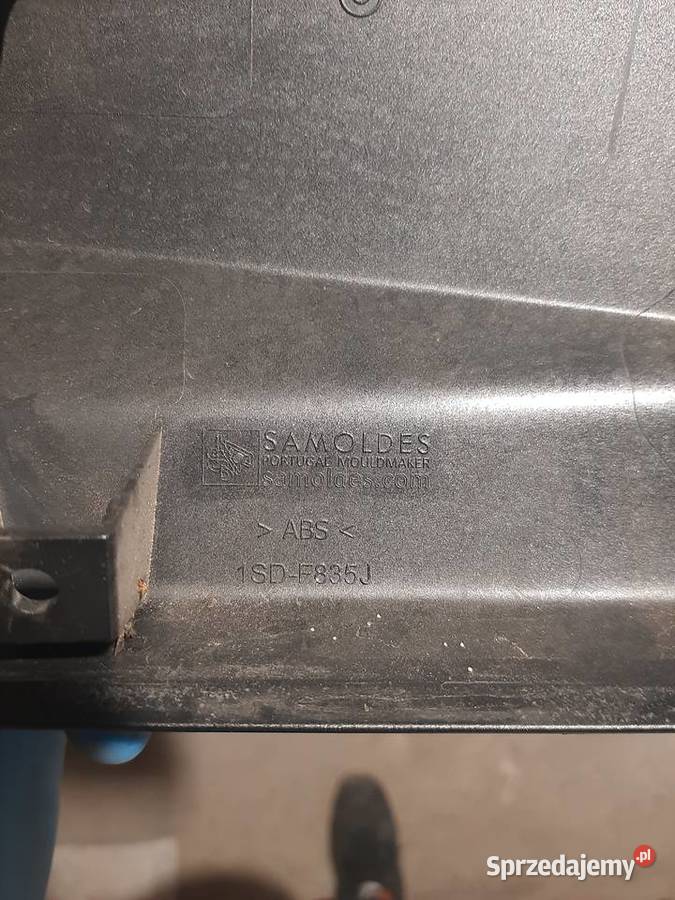 SAMOLDES
PORTUGAL MOULDMAKER
samoldes.com
> ABS <
1SD-F835J
Sprzedajemy.pl